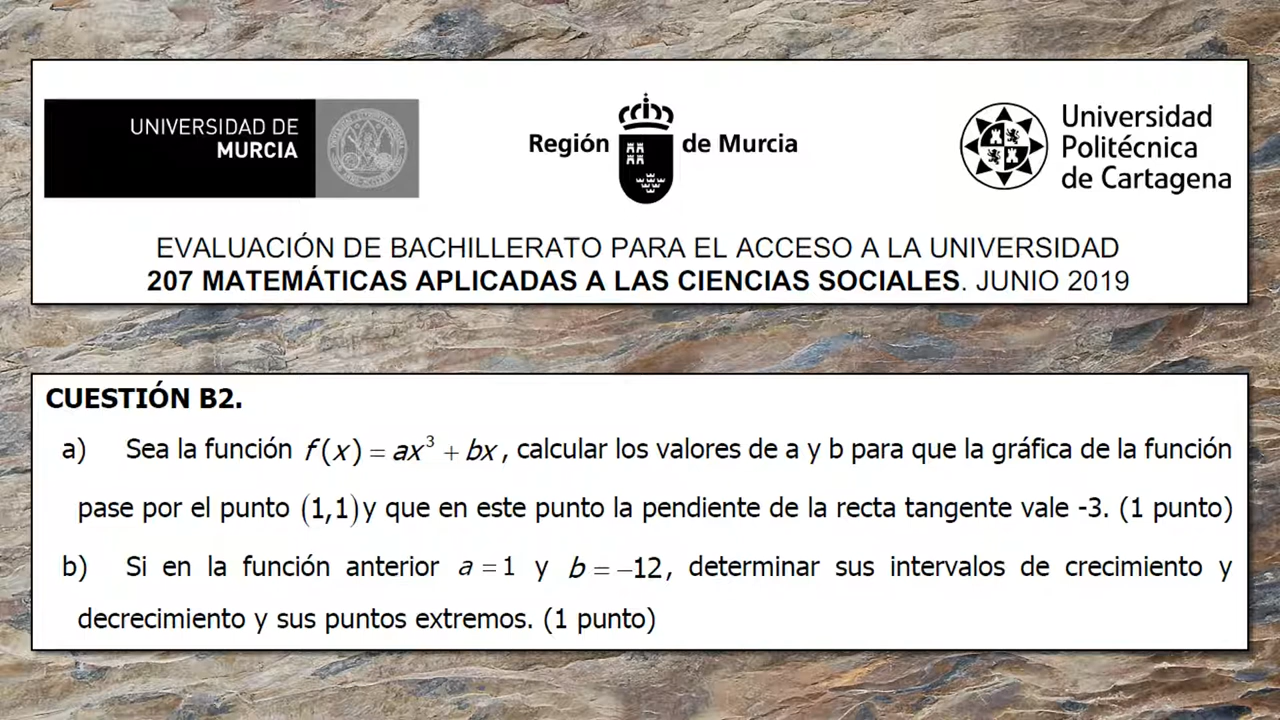 UNIVERSIDAD DE
MURCIA
Región de Murcia
Universidad
Politécnica
de Cartagena
EVALUACIÓN DE BACHILLERATO PARA EL ACCESO A LA UNIVERSIDAD
207 MATEMÁTICAS APLICADAS A LAS CIENCIAS SOCIALES. JUNIO 2019
CUESTIÓN B2.
a) Sea la función f(x) = ax³ + bx, calcular los valores de a y b para que la gráfica de la función
pase por el punto (1,1) y que en este punto la pendiente de la recta tangente vale -3. (1 punto)
b) Si en la función anterior a = 1 y b = −12, determinar sus intervalos de crecimiento y
decrecimiento y sus puntos extremos. (1 punto)